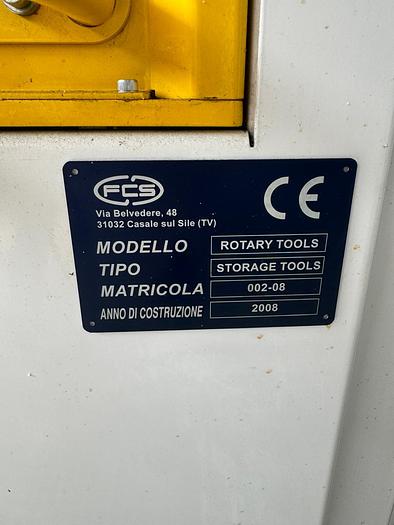 FCS
CE
Via Belvedere, 48
31032 Casale sul Sile (TV)
MODELLO ROTARY TOOLS
TIPO STORAGE TOOLS
MATRICOLA 002-08
ANNO DI COSTRUZIONE 2008